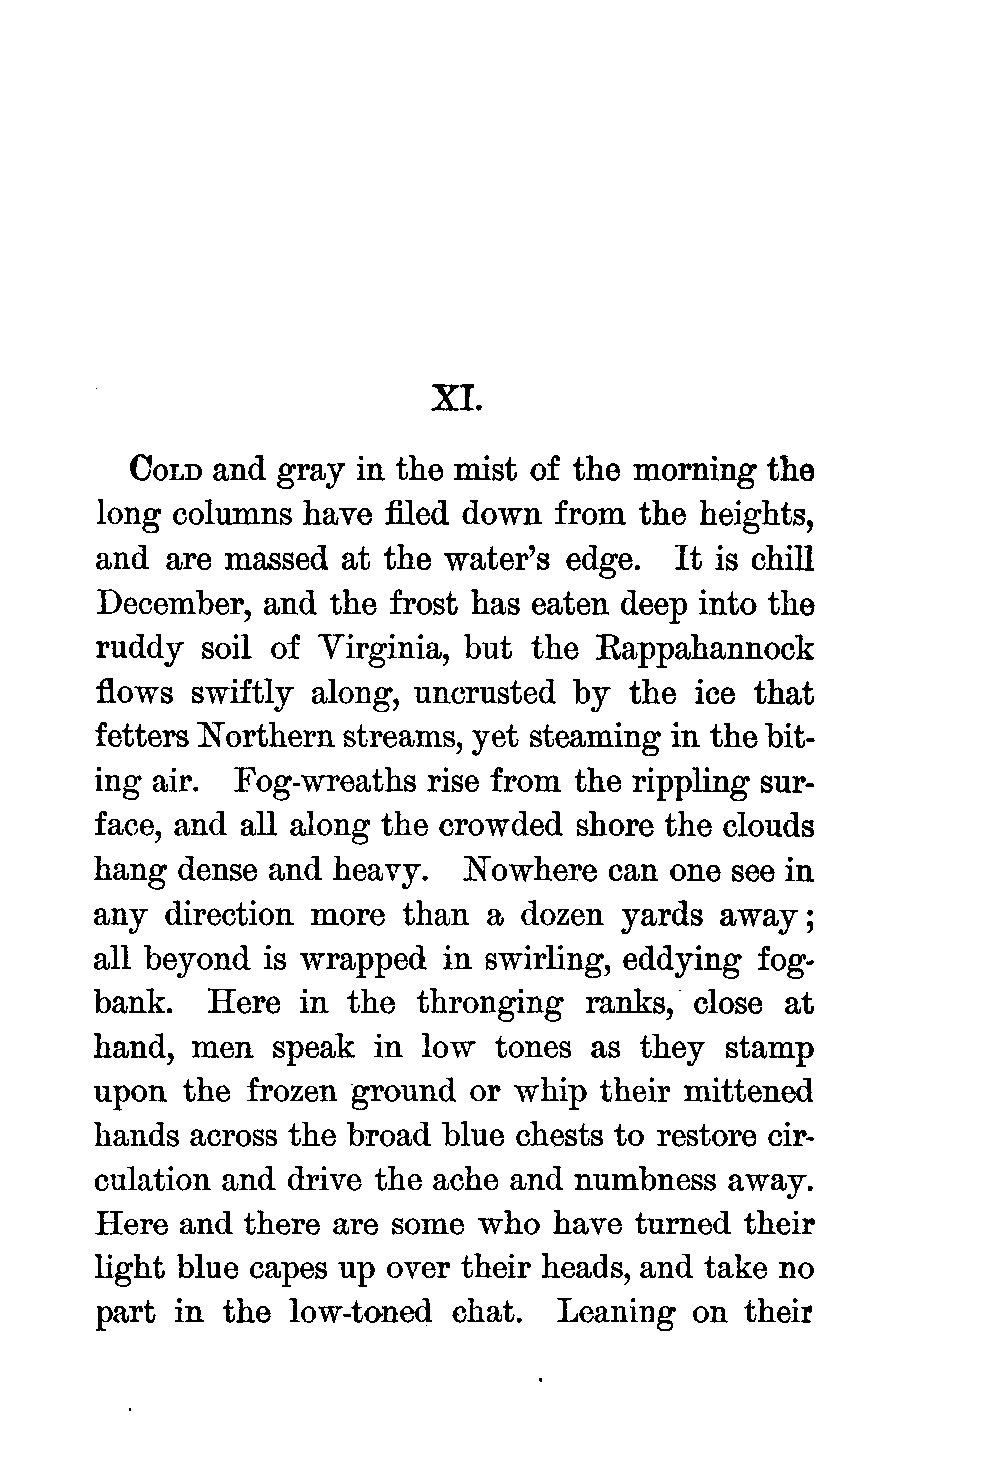 XI.
Cold and gray in the mist of the morning the
long columns have filed down from the heights,
and are massed at the water's edge. It is chill
December, and the frost has eaten deep into the
ruddy soil of Virginia, but the Rappahannock
flows swiftly along, uncrusted by the ice that
fetters Northern streams, yet steaming in the bit-
ing air. Fog-wreaths rise from the rippling sur-
face, and all along the crowded shore the clouds
hang dense and heavy. Nowhere can one see in
any direction more than a dozen yards away;
all beyond is wrapped in swirling, eddying fog-
bank. Here in the thronging ranks, close at
hand, men speak in low tones as they stamp
upon the frozen ground or whip their mittened
hands across the broad blue chests to restore cir-
culation and drive the ache and numbness away.
Here and there are some who have turned their
light blue capes up over their heads, and take no
part in the low-toned chat. Leaning on their